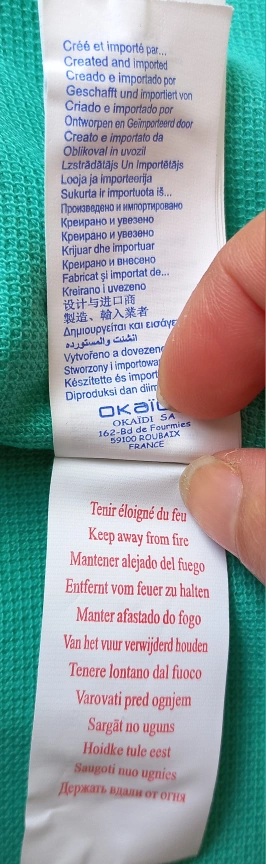 Créé et importé par...
Created and imported
Creado e importado por
Geschafft und importiert von
Criado e importado por
Ontworpen en Geïmporteerd door
Creato e importato da
Oblikoval in uvozil
Izstrādātājs Un Importētājs
Looja ja importeerija
Sukurta ir importuota iš...
Произведено и импортировано
Креирано и увезено
Креирано и увезено
Krijuar dhe importuar
Креирано и внесено
Fabricat și importat de...
Kreirano i uvezeno
设计与进口商
製造、輸入業者
Δημιουργείται και εισάγε
انشئت والمستورده
Vytvořeno a dovezeno
Stworzony i importowa
Készítette és import
Diproduksi dan diim
OKAÏDI
OKAÏDI SA
162-Bd de Fourmies
59100 ROUBAIX
FRANCE
Tenir éloigné du feu
Keep away from fire
Mantener alejado del fuego
Entfernt vom feuer zu halten
Manter afastado do fogo
Van het vuur verwijderd houden
Tenere lontano dal fuoco
Varovati pred ognjem
Sargāt no uguns
Hoidke tule eest
Saugoti nuo ugnies
Держать вдали от огня